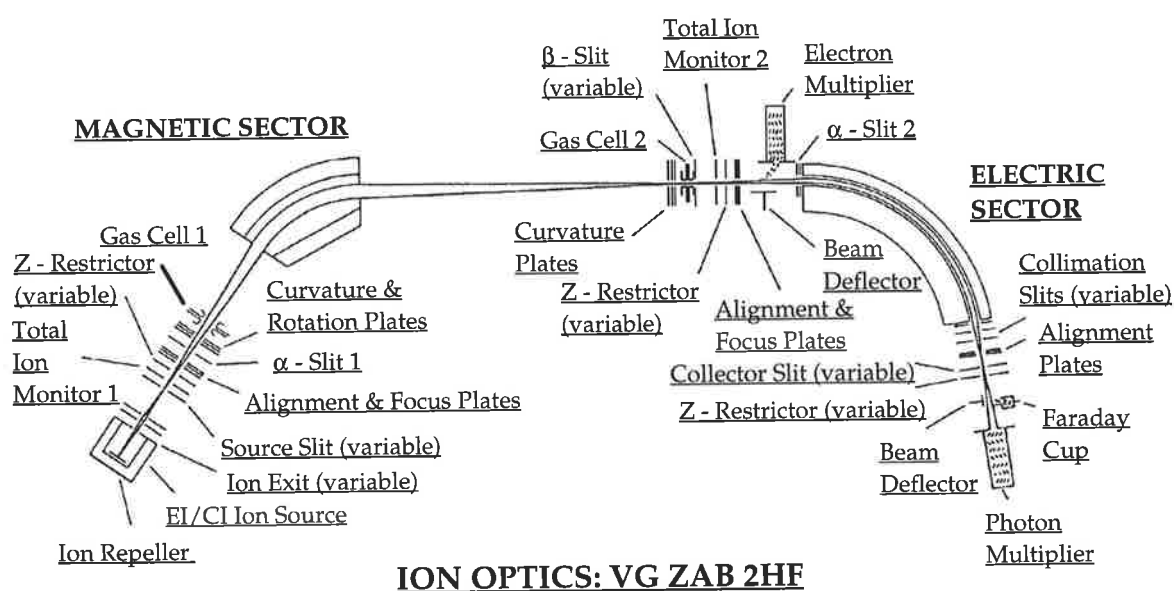 Total Ion
Monitor 2
β - Slit
(variable)
Electron
Multiplier
MAGNETIC SECTOR
Gas Cell 2
α - Slit 2
ELECTRIC
SECTOR
Gas Cell 1
Z - Restrictor
(variable)
Total
Ion
Monitor 1
Curvature &
Rotation Plates
α - Slit 1
Alignment & Focus Plates
Source Slit (variable)
Ion Exit (variable)
EI/CI Ion Source
Ion Repeller
Curvature
Plates
Z - Restrictor
(variable)
Beam
Deflector
Alignment &
Focus Plates
Collimation
Slits (variable)
Alignment
Plates
Collector Slit (variable)
Z - Restrictor (variable)
Beam
Deflector
Faraday
Cup
Photon
Multiplier
ION OPTICS: VG ZAB 2HF